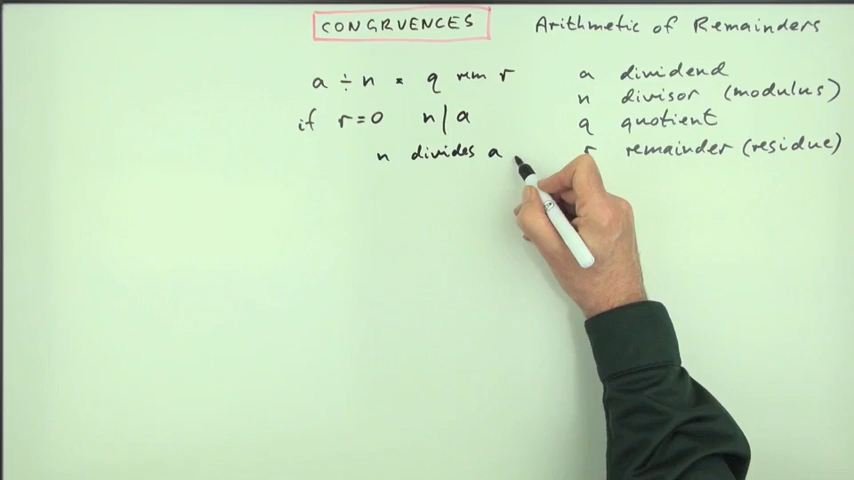 CONGRUENCES Arithmetic of Remainders
a ÷ n = q rem r a dividend
n divisor (modulus)
if r=0 n|a q quotient
n divides a r remainder (residue)